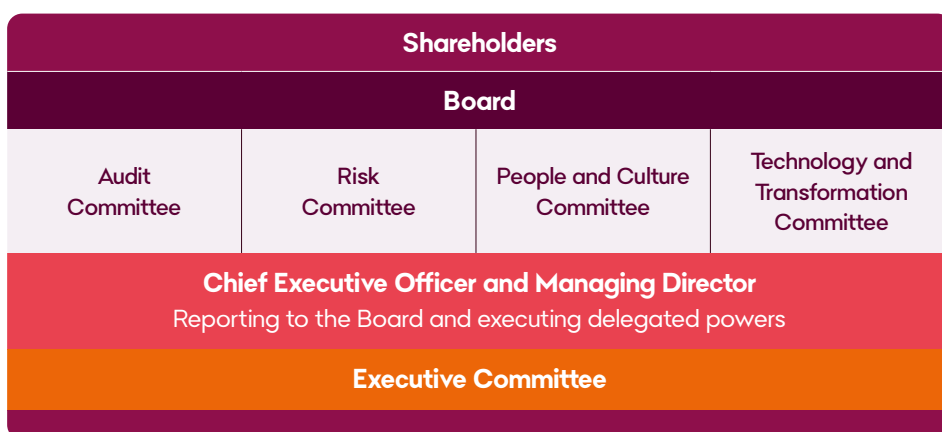 Shareholders
Board
Audit
Committee
Risk
Committee
People and Culture
Committee
Technology and
Transformation
Committee
Chief Executive Officer and Managing Director
Reporting to the Board and executing delegated powers
Executive Committee